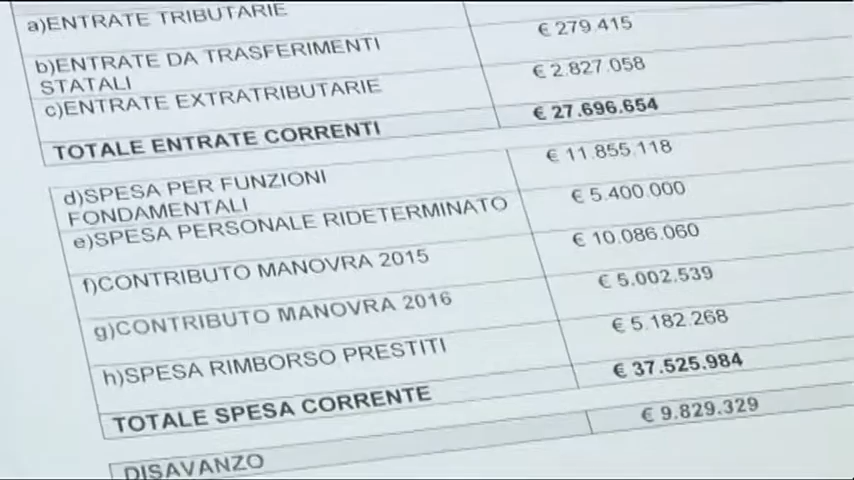 a)ENTRATE TRIBUTARIE
€ 279.415
b)ENTRATE DA TRASFERIMENTI
STATALI
€ 2.827.058
c)ENTRATE EXTRATRIBUTARIE
TOTALE ENTRATE CORRENTI
€ 27.696.654
d)SPESA PER FUNZIONI
FONDAMENTALI
€ 11.855.118
e)SPESA PERSONALE RIDETERMINATO
€ 5.400.000
f)CONTRIBUTO MANOVRA 2015
€ 10.086.060
g)CONTRIBUTO MANOVRA 2016
€ 5.002.539
h)SPESA RIMBORSO PRESTITI
€ 5.182.268
TOTALE SPESA CORRENTE
€ 37.525.984
DISAVANZO
€ 9.829.329